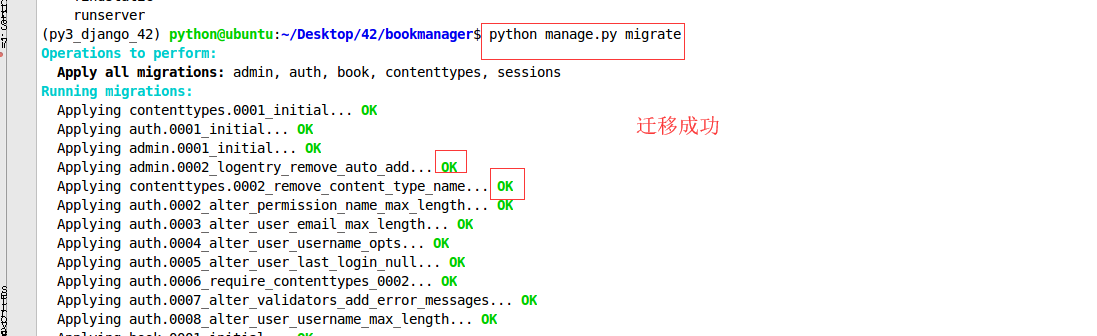 runserver
(py3_django_42) python@ubuntu:~/Desktop/42/bookmanager$ python manage.py migrate
Operations to perform:
Apply all migrations: admin, auth, book, contenttypes, sessions
Running migrations:
Applying contenttypes.0001_initial... OK
迁移成功
Applying auth.0001_initial... OK
Applying admin.0001_initial... OK
Applying admin.0002_logentry_remove_auto_add... OK
Applying contenttypes.0002_remove_content_type_name... OK
Applying auth.0002_alter_permission_name_max_length... OK
Applying auth.0003_alter_user_email_max_length... OK
Applying auth.0004_alter_user_username_opts... OK
Applying auth.0005_alter_user_last_login_null... OK
Applying auth.0006_require_contenttypes_0002... OK
Applying auth.0007_alter_validators_add_error_messages... OK
Applying auth.0008_alter_user_username_max_length... OK
Applying book.0001_initial... OK